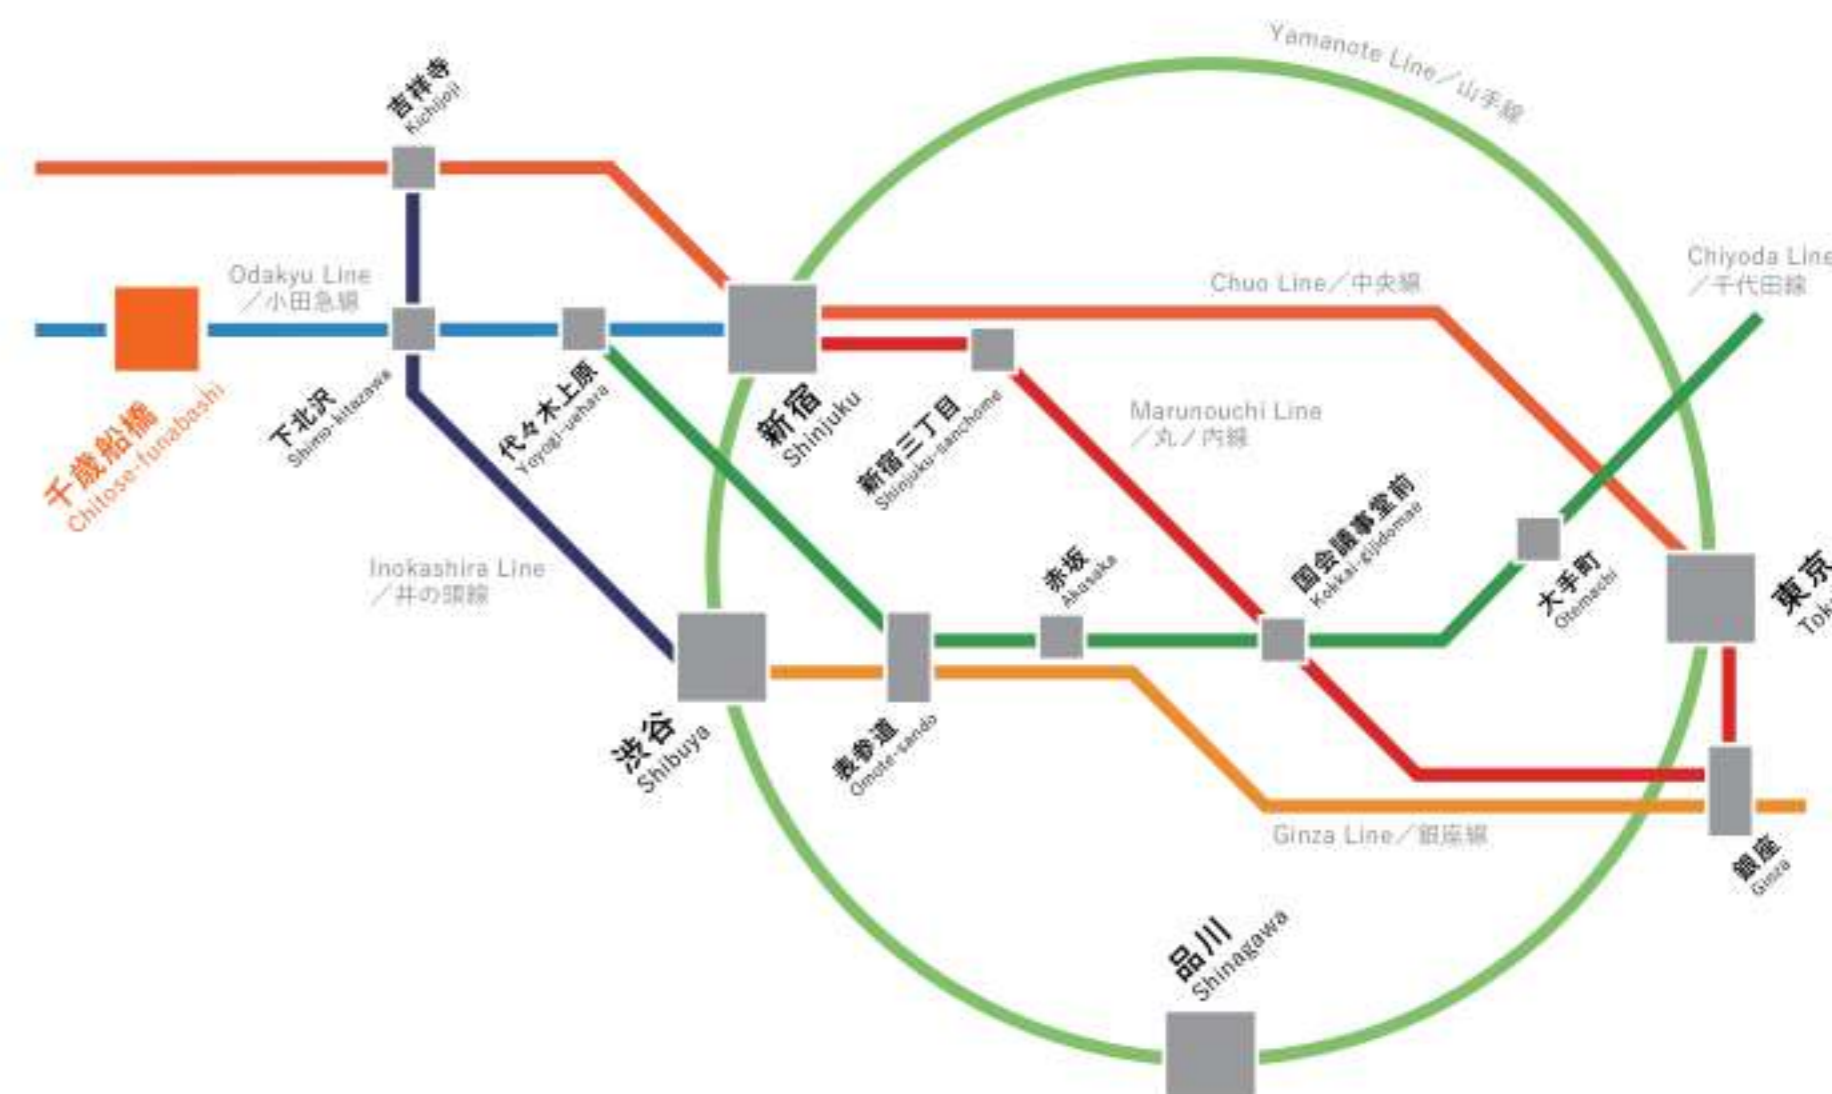 Yamanote Line／山手線
吉祥寺
Kichijoji
Odakyu Line
／小田急線
Chuo Line／中央線
Chiyoda Line
／千代田線
千歳船橋
Chitose-funabashi
下北沢
Shimo-kitazawa
代々木上原
Yoyogi-uehara
新宿
Shinjuku
新宿三丁目
Shinjuku-sanchome
Marunouchi Line
／丸ノ内線
国会議事堂前
Kokkai-gijidomae
Inokashira Line
／井の頭線
赤坂
Akasaka
大手町
Otemachi
東京
渋谷
Shibuya
表参道
Omote-sando
Ginza Line／銀座線
銀座
Ginza
品川
Shinagawa